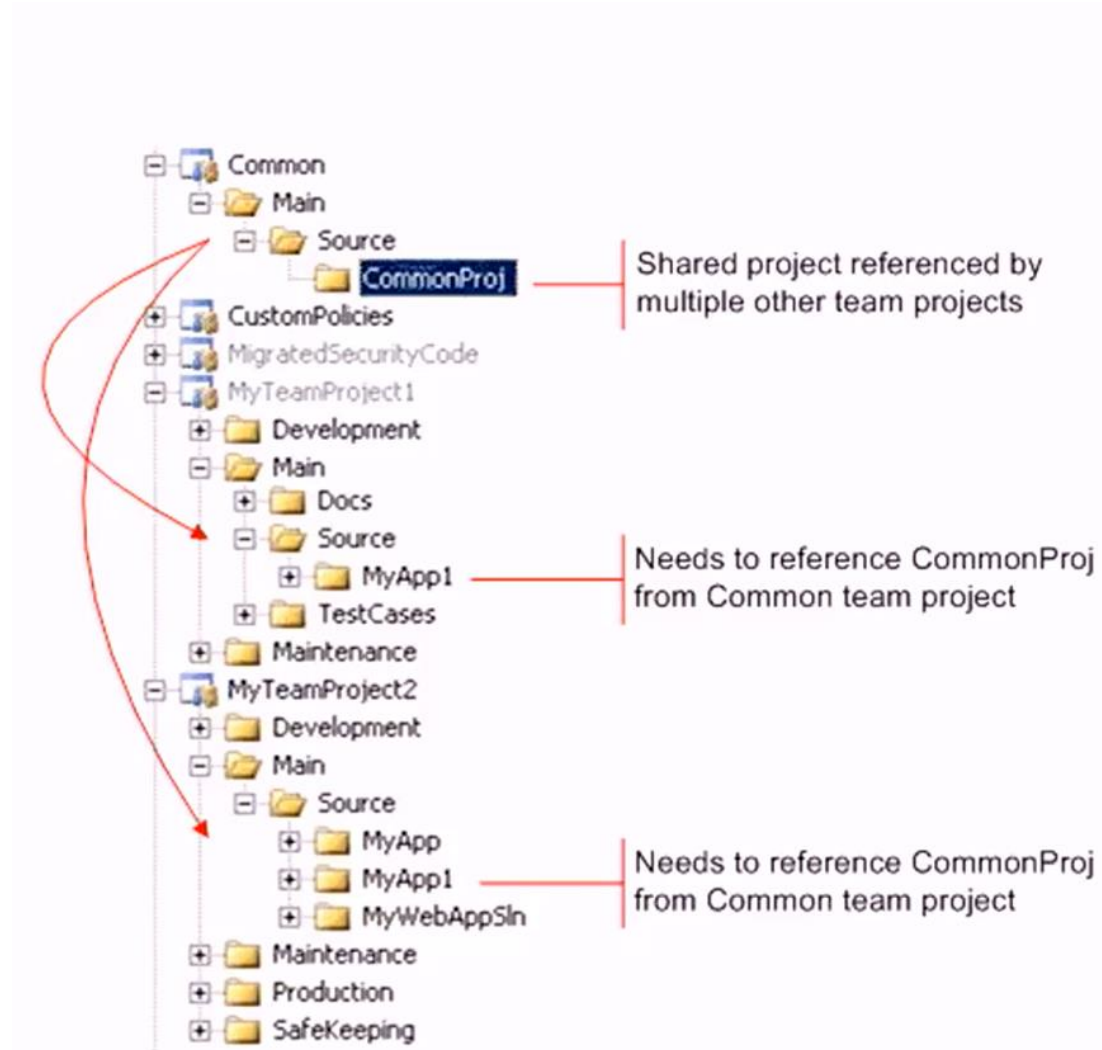 Common
Main
Source
CommonProj
Shared project referenced by
multiple other team projects
CustomPolicies
MigratedSecurityCode
MyTeamProject1
Development
Main
Docs
Source
MyApp1
Needs to reference CommonProj
from Common team project
TestCases
Maintenance
MyTeamProject2
Development
Main
Source
MyApp
MyApp1
Needs to reference CommonProj
from Common team project
MyWebAppSln
Maintenance
Production
SafeKeeping